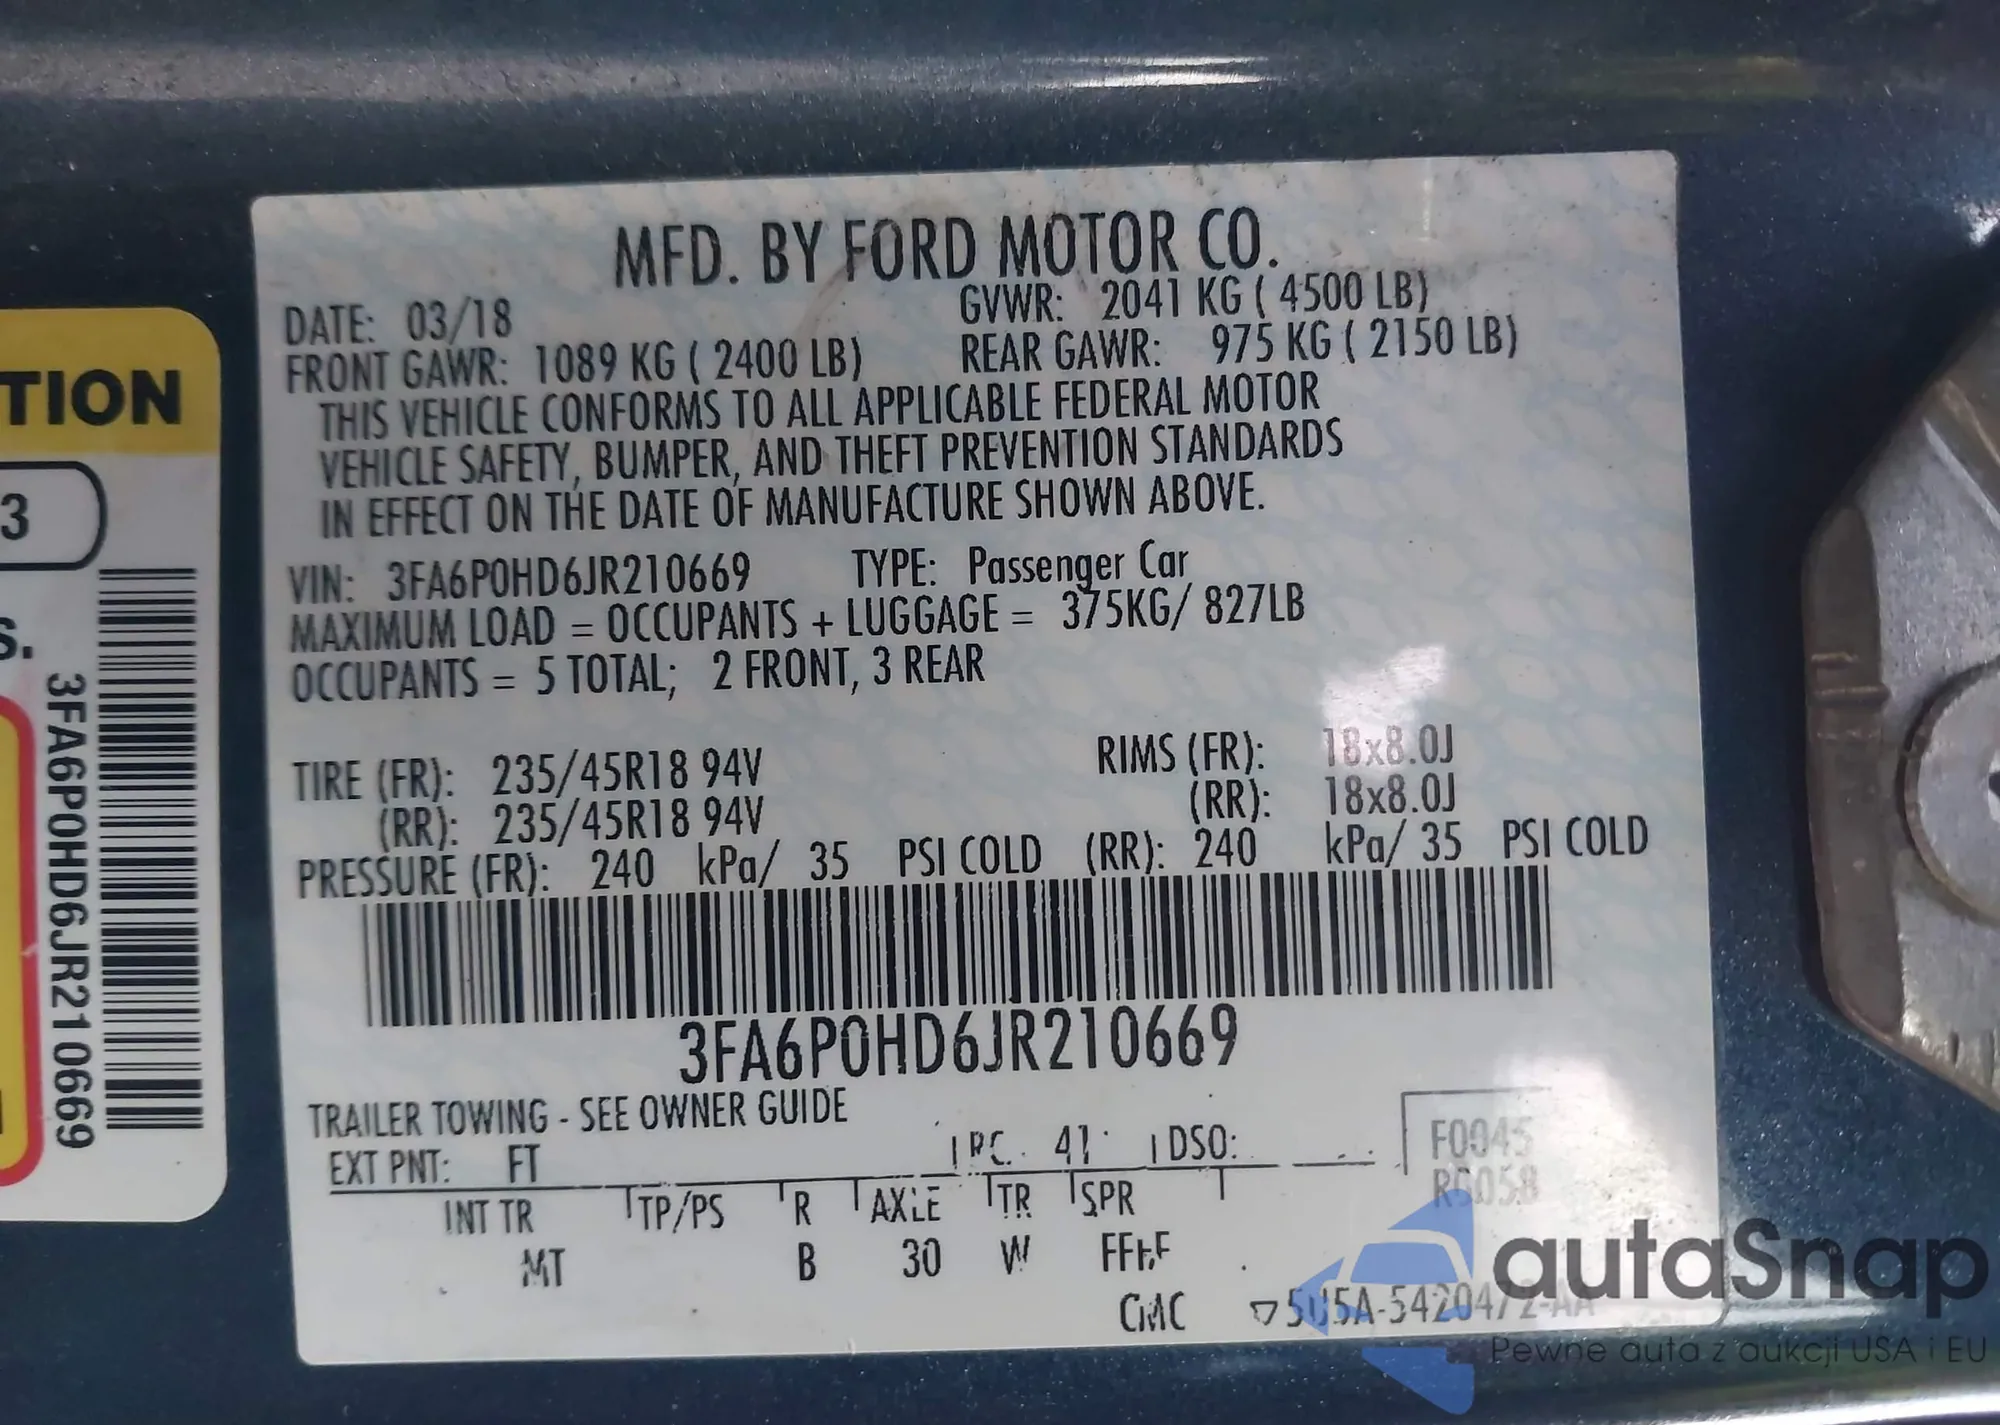 TION
3
S.
3FA6P0HD6JR210669
MFD. BY FORD MOTOR CO.
DATE: 03/18 GVWR: 2041 KG ( 4500 LB)
FRONT GAWR: 1089 KG ( 2400 LB) REAR GAWR: 975 KG ( 2150 LB)
THIS VEHICLE CONFORMS TO ALL APPLICABLE FEDERAL MOTOR
VEHICLE SAFETY, BUMPER, AND THEFT PREVENTION STANDARDS
IN EFFECT ON THE DATE OF MANUFACTURE SHOWN ABOVE.
VIN: 3FA6P0HD6JR210669 TYPE: Passenger Car
MAXIMUM LOAD = OCCUPANTS + LUGGAGE = 375KG/ 827LB
OCCUPANTS = 5 TOTAL; 2 FRONT, 3 REAR
TIRE (FR): 235/45R18 94V RIMS (FR): 18x8.0J
(RR): 235/45R18 94V (RR): 18x8.0J
PRESSURE (FR): 240 kPa/ 35 PSI COLD (RR): 240 kPa/ 35 PSI COLD
3FA6P0HD6JR210669
TRAILER TOWING - SEE OWNER GUIDE
EXT PNT: FT RC: 41 DSO: F0045
R0058
INT TR TP/PS R AXLE TR SPR
MT B 30 W
CMC
autaSnap
Pewne auta z aukcji USA i EU